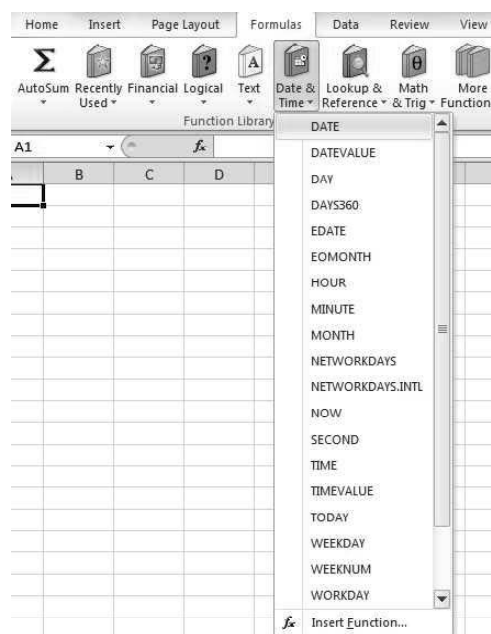 Home Insert Page Layout Formulas Data Review View
AutoSum Recently Used Financial Logical Text Date & Time Lookup & Reference Math & Trig More Function
Function Library
A1 fx
B C D
DATE
DATEVALUE
DAY
DAYS360
EDATE
EOMONTH
HOUR
MINUTE
MONTH
NETWORKDAYS
NETWORKDAYS.INTL
NOW
SECOND
TIME
TIMEVALUE
TODAY
WEEKDAY
WEEKNUM
WORKDAY
fx Insert Function...